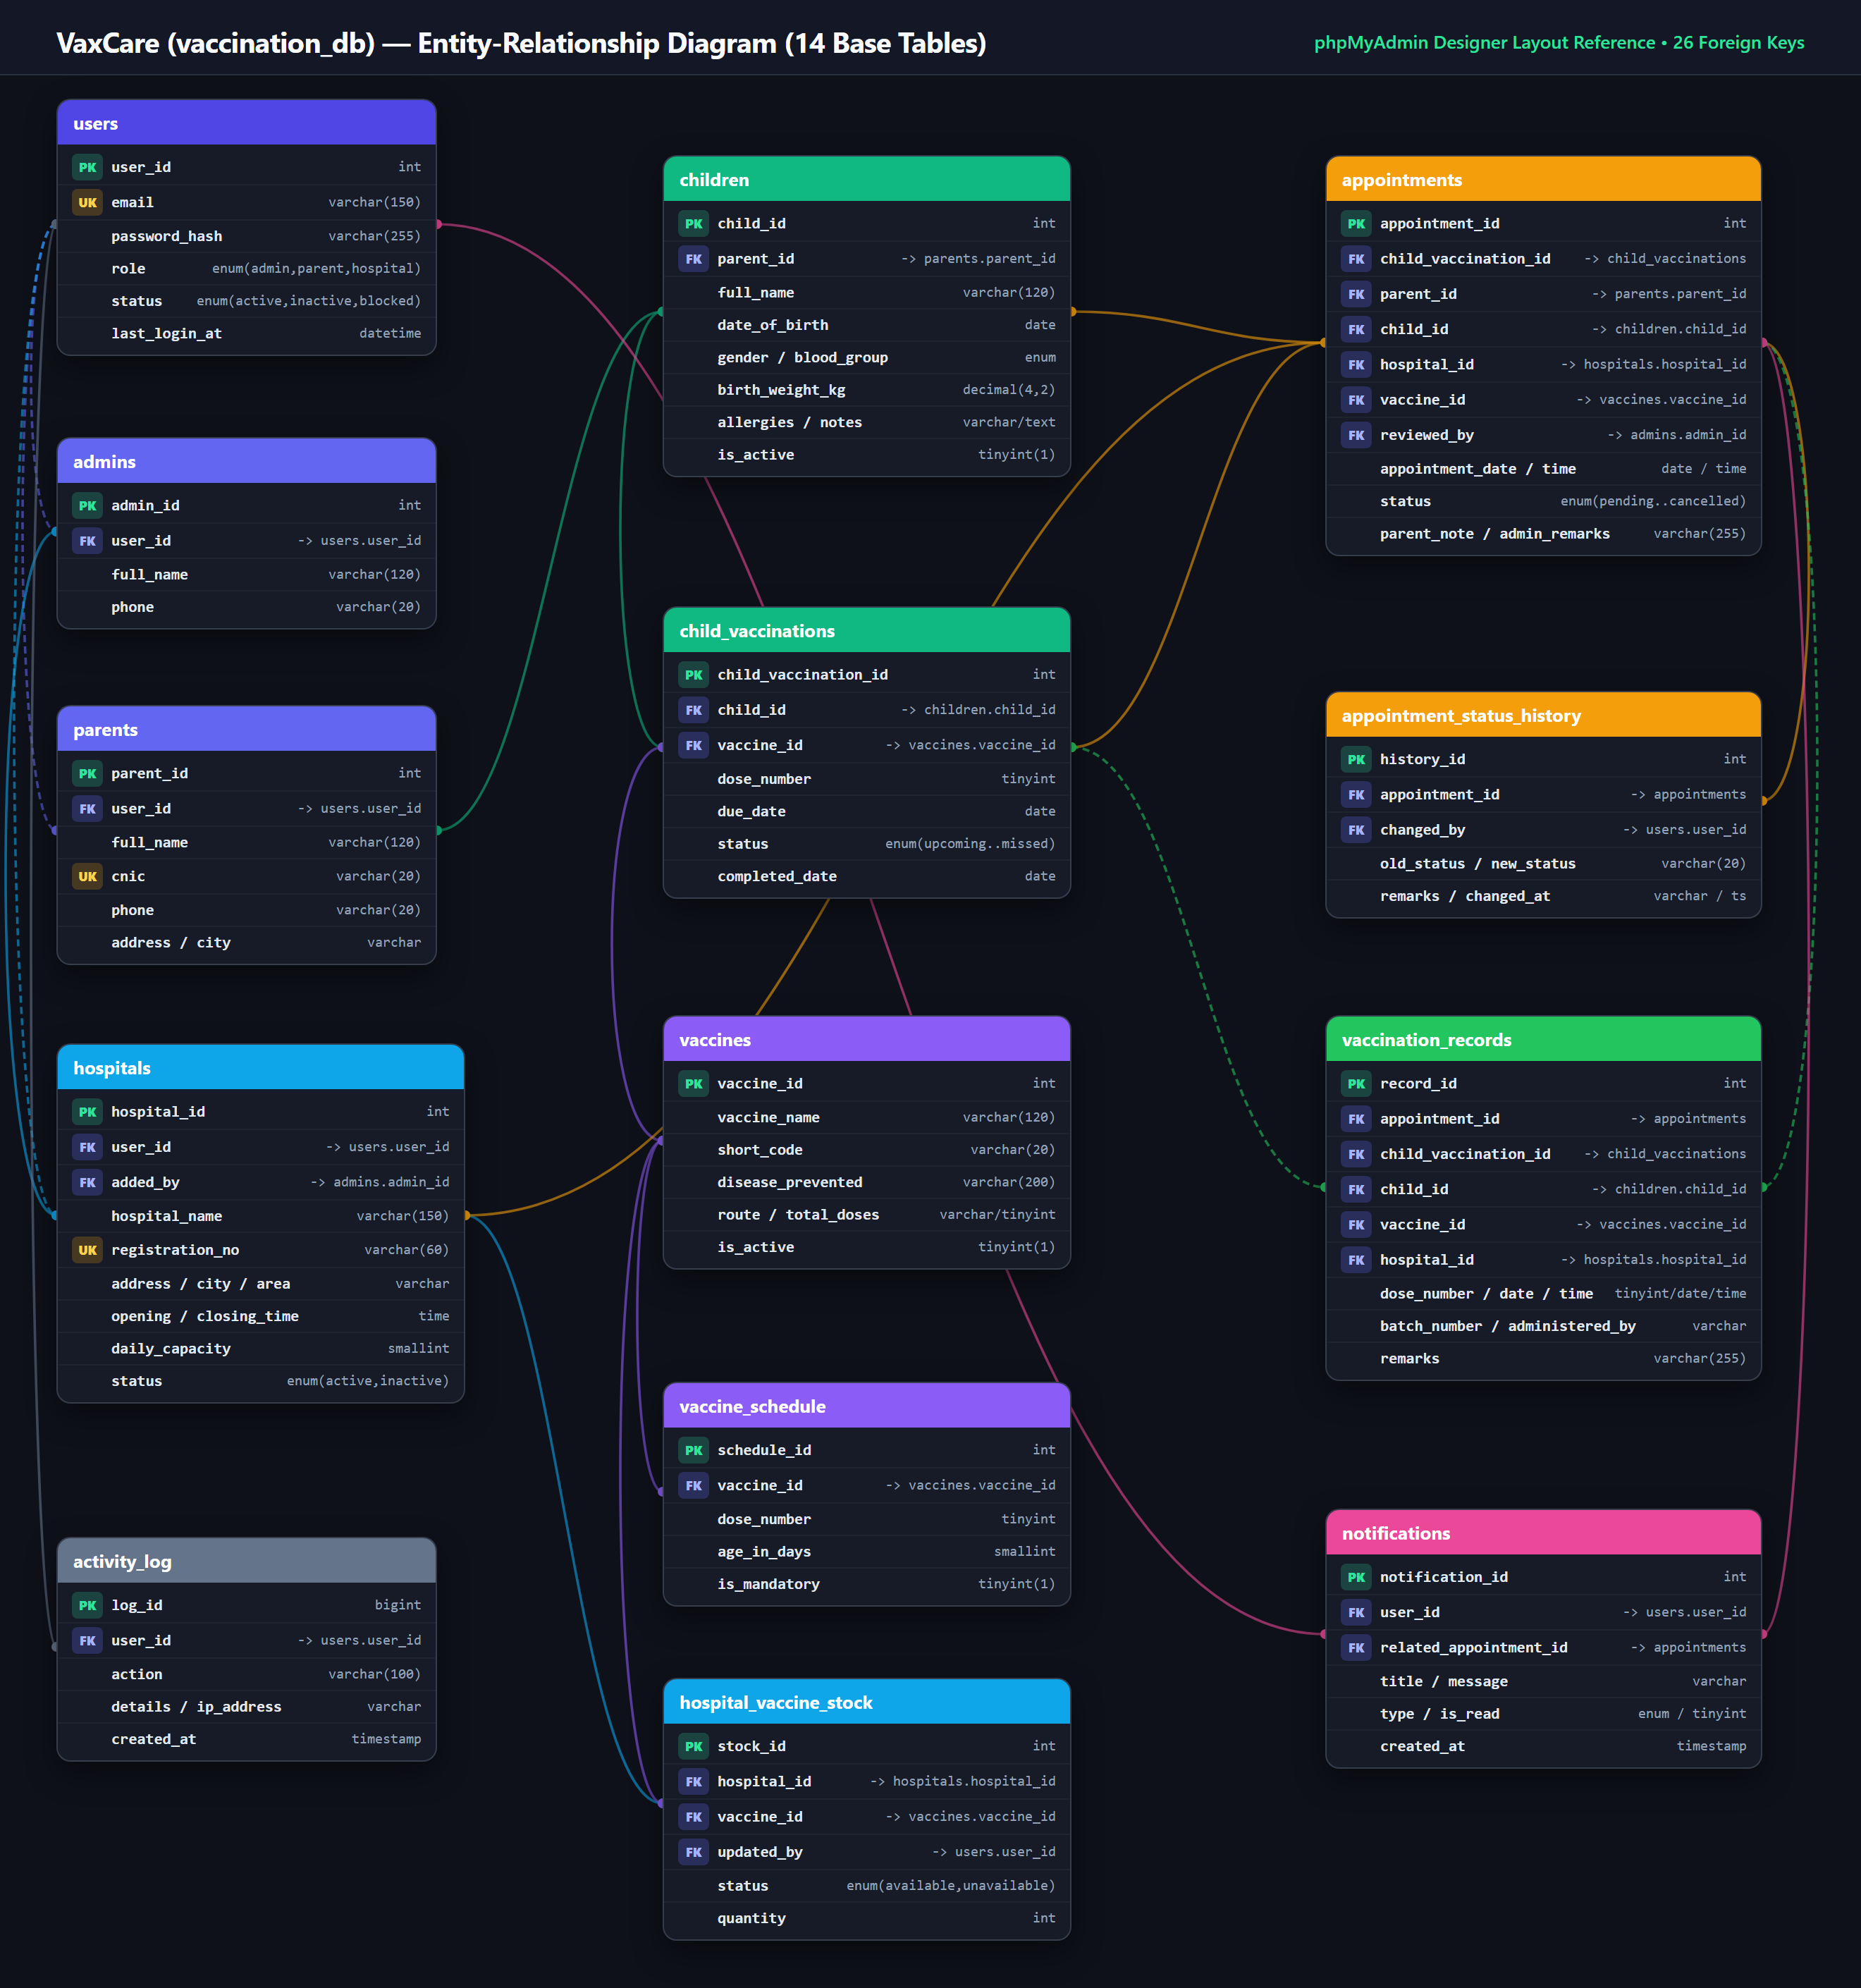 VaxCare (vaccination_db) — Entity-Relationship Diagram (14 Base Tables)
phpMyAdmin Designer Layout Reference • 26 Foreign Keys
users
PK user_id int
UK email varchar(150)
password_hash varchar(255)
role enum(admin,parent,hospital)
status enum(active,inactive,blocked)
last_login_at datetime
admins
PK admin_id int
FK user_id -> users.user_id
full_name varchar(120)
phone varchar(20)
parents
PK parent_id int
FK user_id -> users.user_id
full_name varchar(120)
UK cnic varchar(20)
phone varchar(20)
address / city varchar
hospitals
PK hospital_id int
FK user_id -> users.user_id
FK added_by -> admins.admin_id
hospital_name varchar(150)
UK registration_no varchar(60)
address / city / area varchar
opening / closing_time time
daily_capacity smallint
status enum(active,inactive)
activity_log
PK log_id bigint
FK user_id -> users.user_id
action varchar(100)
details / ip_address varchar
created_at timestamp
children
PK child_id int
FK parent_id -> parents.parent_id
full_name varchar(120)
date_of_birth date
gender / blood_group enum
birth_weight_kg decimal(4,2)
allergies / notes varchar/text
is_active tinyint(1)
child_vaccinations
PK child_vaccination_id int
FK child_id -> children.child_id
FK vaccine_id -> vaccines.vaccine_id
dose_number tinyint
due_date date
status enum(upcoming..missed)
completed_date date
vaccines
PK vaccine_id int
vaccine_name varchar(120)
short_code varchar(20)
disease_prevented varchar(200)
route / total_doses varchar/tinyint
is_active tinyint(1)
vaccine_schedule
PK schedule_id int
FK vaccine_id -> vaccines.vaccine_id
dose_number tinyint
age_in_days smallint
is_mandatory tinyint(1)
hospital_vaccine_stock
PK stock_id int
FK hospital_id -> hospitals.hospital_id
FK vaccine_id -> vaccines.vaccine_id
FK updated_by -> users.user_id
status enum(available,unavailable)
quantity int
appointments
PK appointment_id int
FK child_vaccination_id -> child_vaccinations
FK parent_id -> parents.parent_id
FK child_id -> children.child_id
FK hospital_id -> hospitals.hospital_id
FK vaccine_id -> vaccines.vaccine_id
FK reviewed_by -> admins.admin_id
appointment_date / time date / time
status enum(pending..cancelled)
parent_note / admin_remarks varchar(255)
appointment_status_history
PK history_id int
FK appointment_id -> appointments
FK changed_by -> users.user_id
old_status / new_status varchar(20)
remarks / changed_at varchar / ts
vaccination_records
PK record_id int
FK appointment_id -> appointments
FK child_vaccination_id -> child_vaccinations
FK child_id -> children.child_id
FK vaccine_id -> vaccines.vaccine_id
FK hospital_id -> hospitals.hospital_id
dose_number / date / time tinyint/date/time
batch_number / administered_by varchar
remarks varchar(255)
notifications
PK notification_id int
FK user_id -> users.user_id
FK related_appointment_id -> appointments
title / message varchar
type / is_read enum / tinyint
created_at timestamp